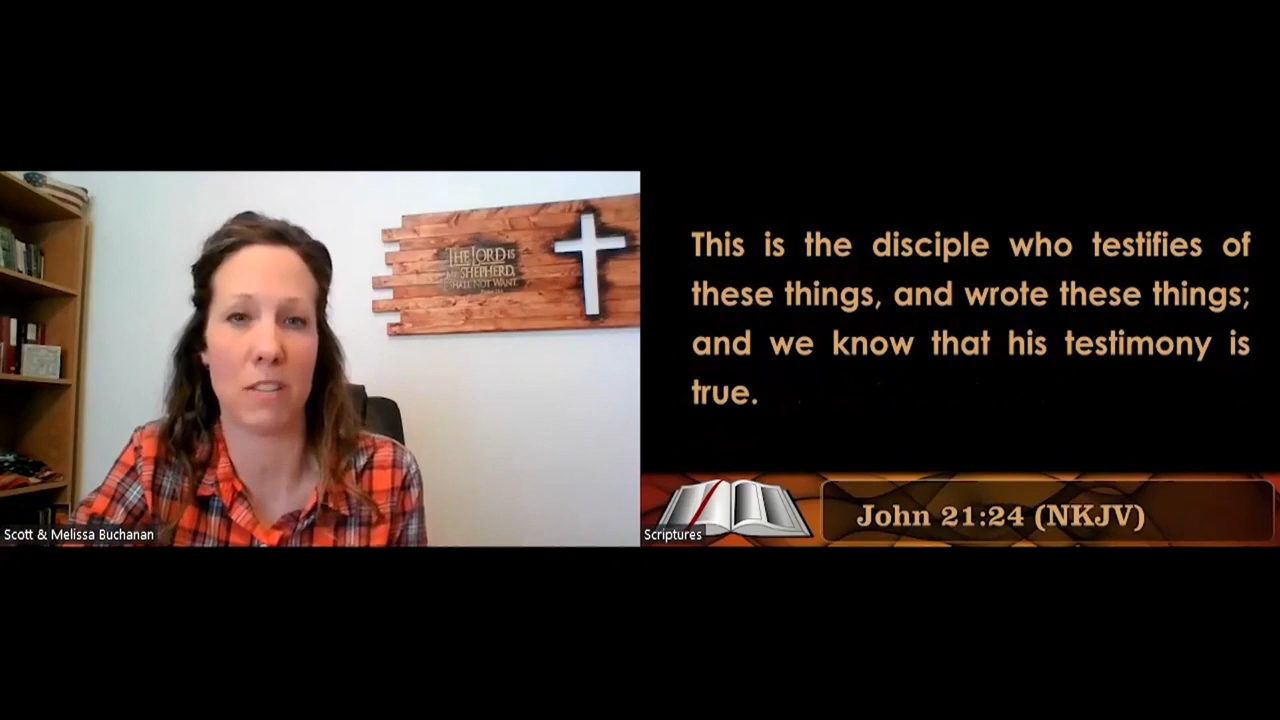 THE LORD IS
MY SHEPHERD,
I SHALL NOT WANT.
Scott & Melissa Buchanan
This is the disciple who testifies of
these things, and wrote these things;
and we know that his testimony is
true.
Scriptures
John 21:24 (NKJV)